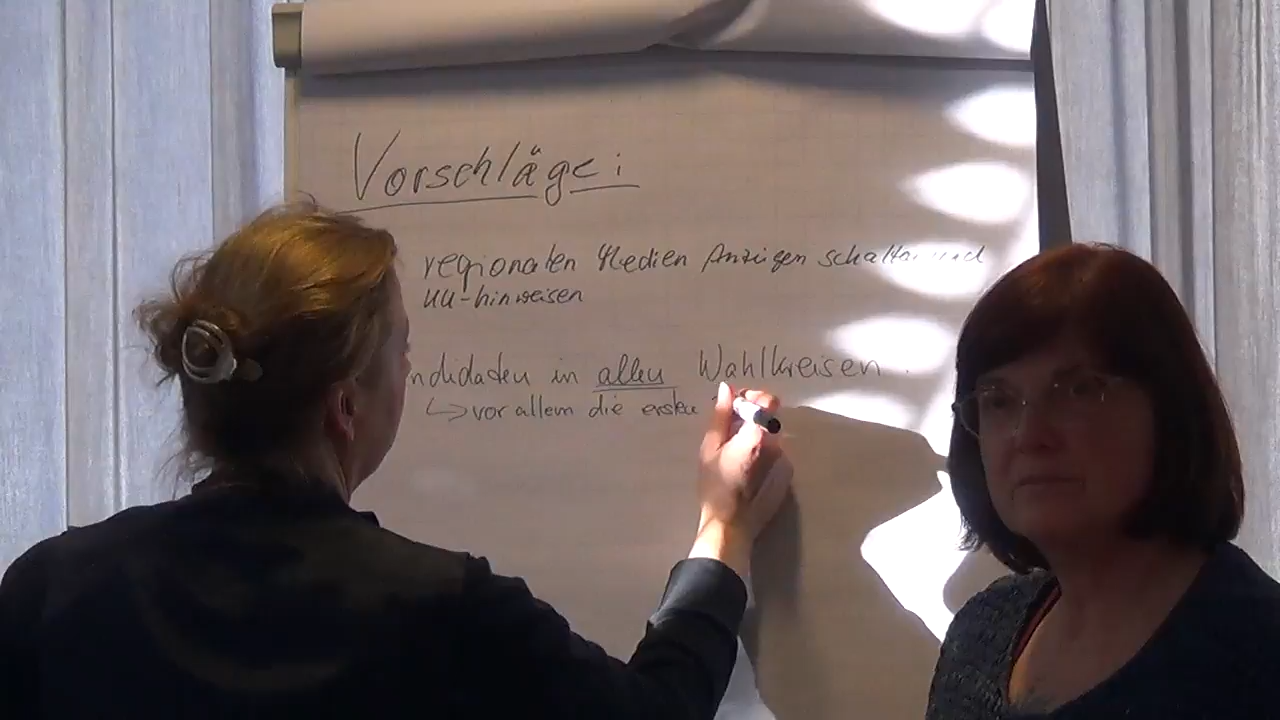 Vorschläge:
regionalen Medien Anzeigen schalten und
UU-hinweisen
ndidaten in allen Wahlkreisen
↳ vor allem die ersten